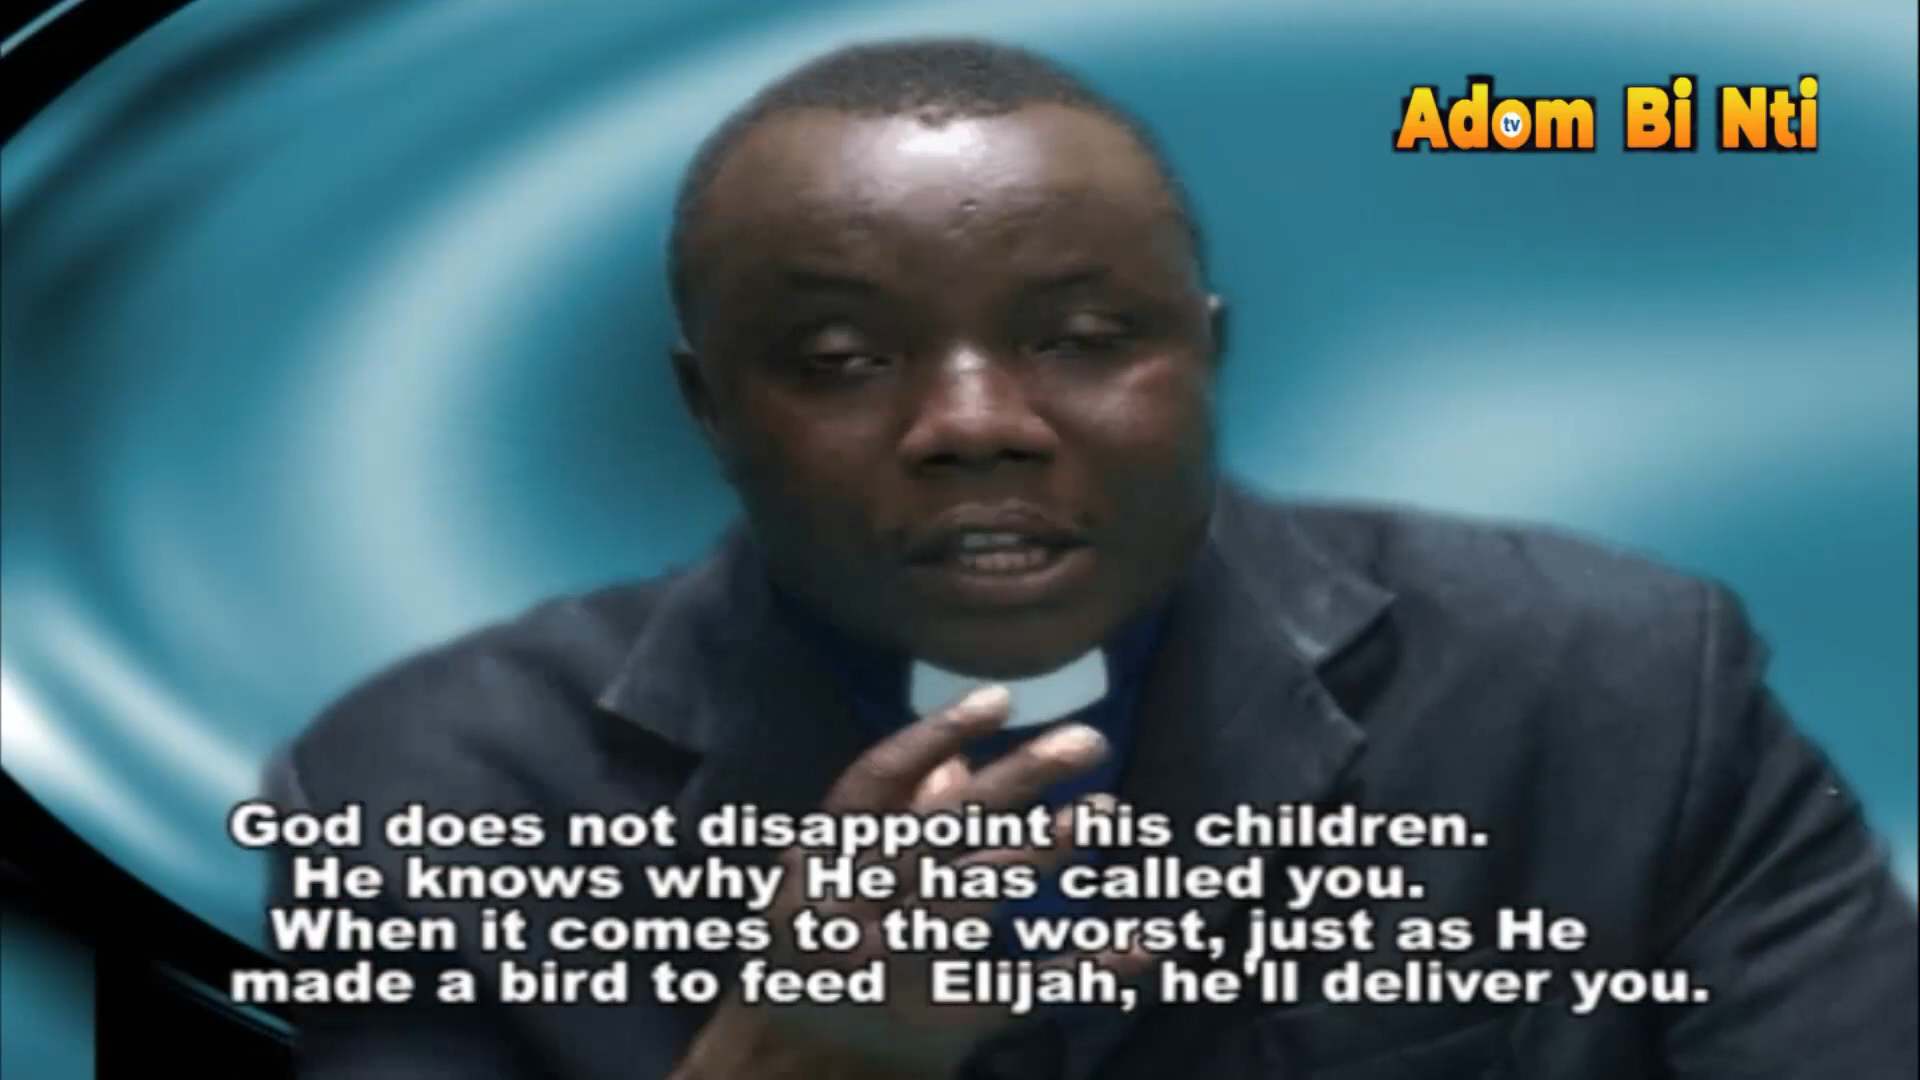 Adom Bi Nti
tv
God does not disappoint his children.
He knows why He has called you.
When it comes to the worst, just as He
made a bird to feed Elijah, he'll deliver you.